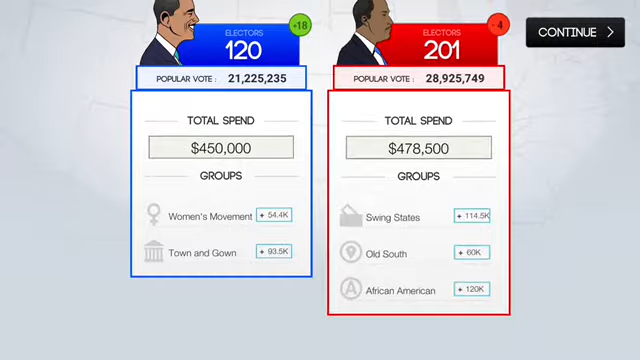 ELECTORS
120
+18
POPULAR VOTE : 21,225,235
TOTAL SPEND
$450,000
GROUPS
Women's Movement + 54.4K
Town and Gown + 93.5K
ELECTORS
201
- 4
POPULAR VOTE : 28,925,749
TOTAL SPEND
$478,500
GROUPS
Swing States + 114.5K
Old South + 60K
African American + 120K
CONTINUE >